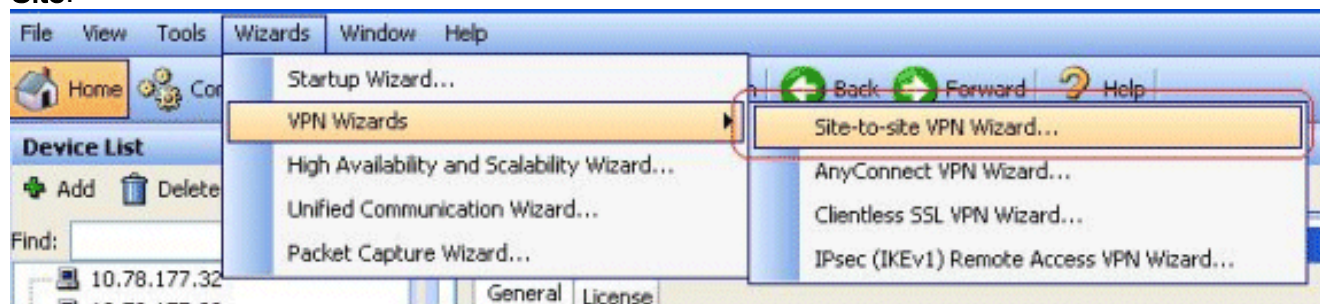 File View Tools Wizards Window Help
Home
Startup Wizard...
Back Forward Help
VPN Wizards
Site-to-site VPN Wizard...
Device List
High Availability and Scalability Wizard...
AnyConnect VPN Wizard...
Add Delete
Unified Communication Wizard...
Clientless SSL VPN Wizard...
Find:
Packet Capture Wizard...
IPsec (IKEv1) Remote Access VPN Wizard...
10.78.177.32
General License